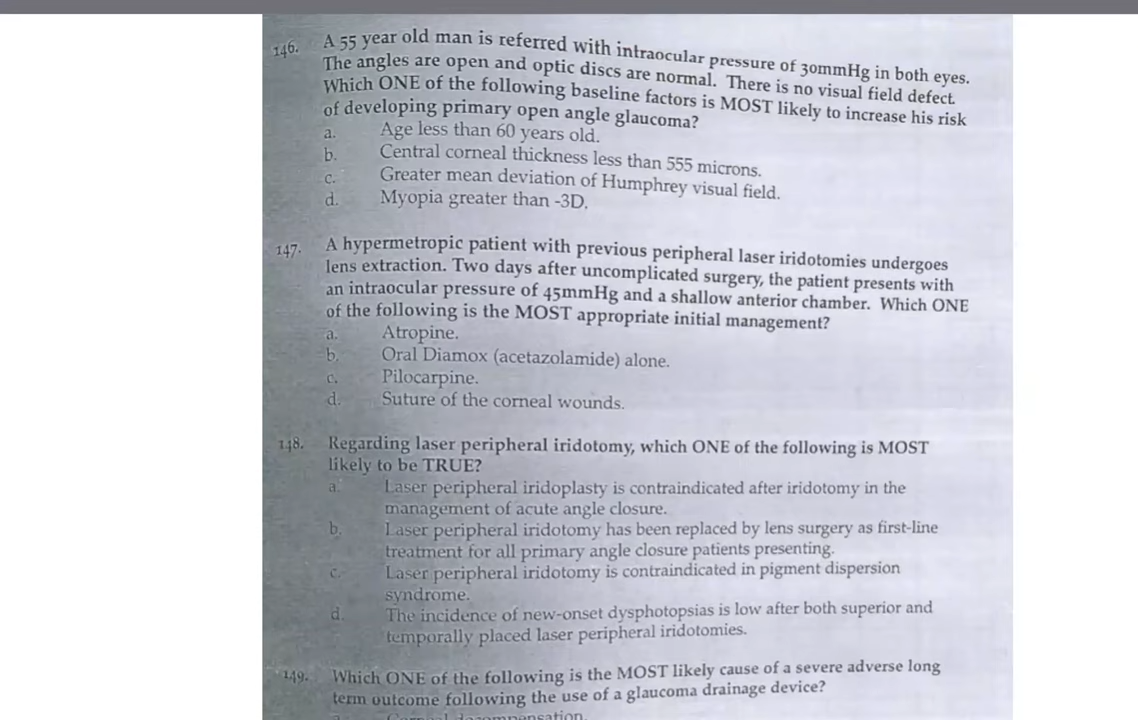 146. A 55 year old man is referred with intraocular pressure of 30mmHg in both eyes.
The angles are open and optic discs are normal. There is no visual field defect.
Which ONE of the following baseline factors is MOST likely to increase his risk
of developing primary open angle glaucoma?
a. Age less than 60 years old.
b. Central corneal thickness less than 555 microns.
c. Greater mean deviation of Humphrey visual field.
d. Myopia greater than -3D.
147. A hypermetropic patient with previous peripheral laser iridotomies undergoes
lens extraction. Two days after uncomplicated surgery, the patient presents with
an intraocular pressure of 45mmHg and a shallow anterior chamber. Which ONE
of the following is the MOST appropriate initial management?
a. Atropine.
b. Oral Diamox (acetazolamide) alone.
c. Pilocarpine.
d. Suture of the corneal wounds.
148. Regarding laser peripheral iridotomy, which ONE of the following is MOST
likely to be TRUE?
a. Laser peripheral iridoplasty is contraindicated after iridotomy in the
management of acute angle closure.
b. Laser peripheral iridotomy has been replaced by lens surgery as first-line
treatment for all primary angle closure patients presenting.
c. Laser peripheral iridotomy is contraindicated in pigment dispersion
syndrome.
d. The incidence of new-onset dysphotopsias is low after both superior and
temporally placed laser peripheral iridotomies.
149. Which ONE of the following is the MOST likely cause of a severe adverse long
term outcome following the use of a glaucoma drainage device?
a. Corneal decompensation.